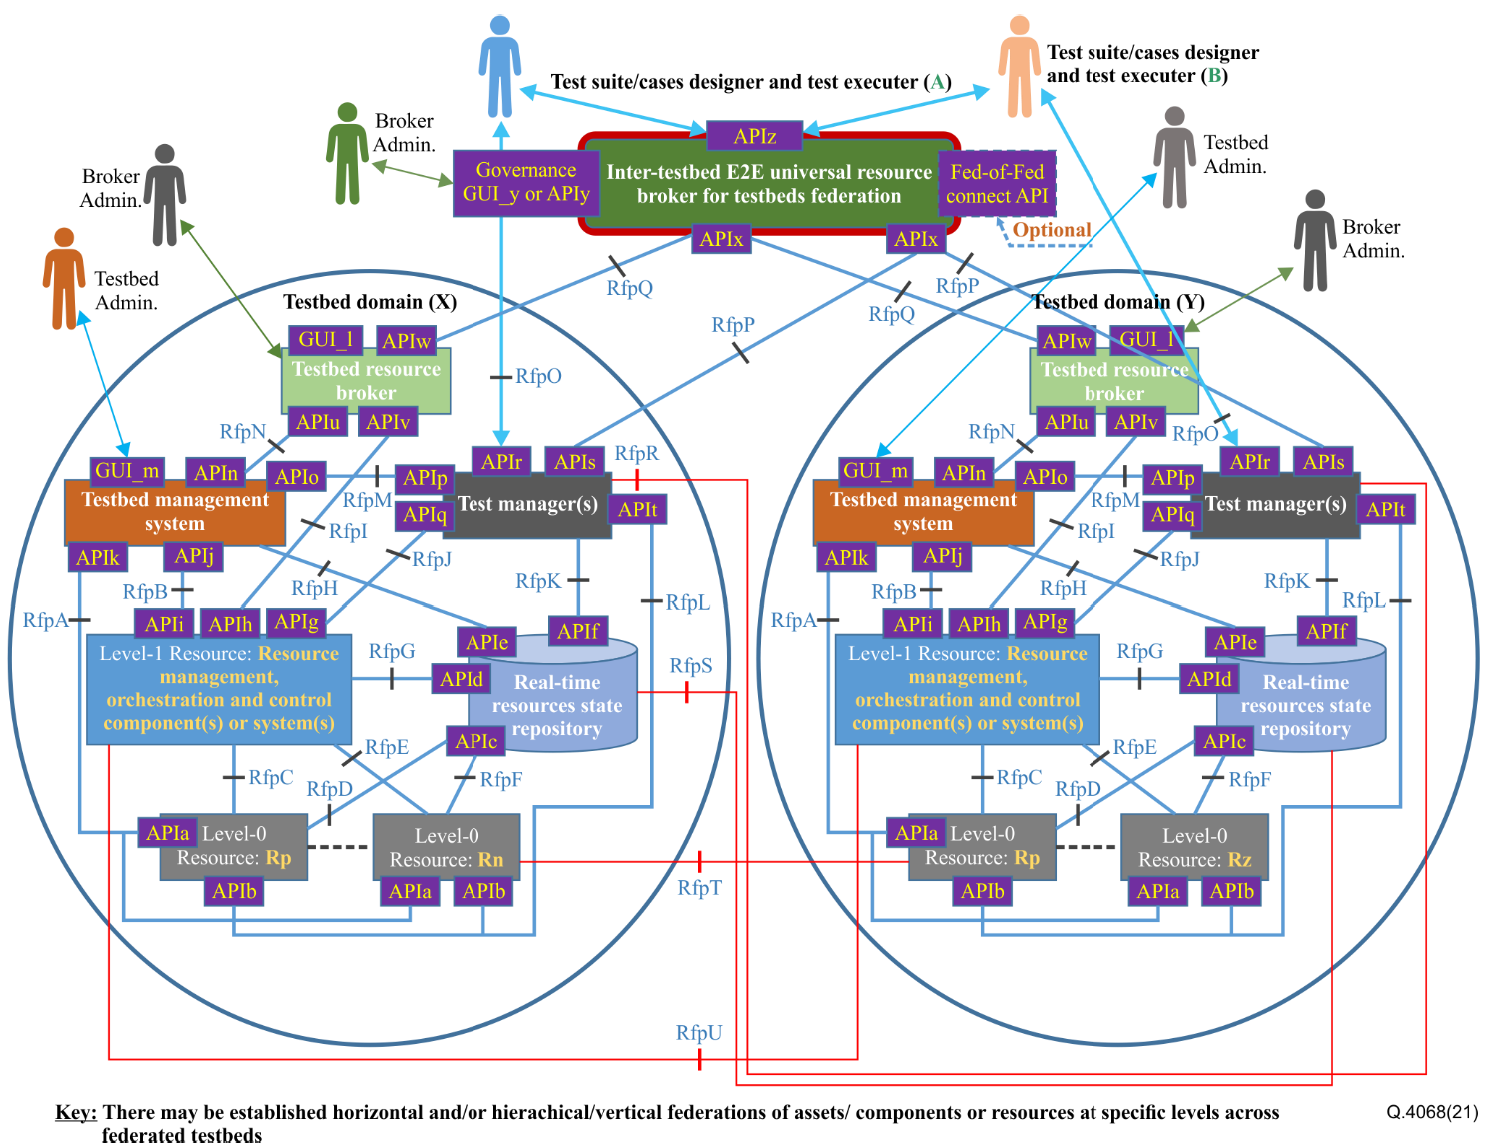 Test suite/cases designer and test executer (A)
Test suite/cases designer
and test executer (B)
Broker
Admin.
Broker
Admin.
Testbed
Admin.
Testbed
Admin.
Broker
Admin.
APIz
Governance
GUI_y or APIy
Inter-testbed E2E universal resource
broker for testbeds federation
Fed-of-Fed
connect API
Optional
APIx
APIx
RfpQ
RfpP
RfpQ
RfpP
Testbed domain (X)
GUI_l
APIw
Testbed resource
broker
APIu
APIv
RfpO
RfpN
GUI_m
APIn
APIo
RfpM
APIp
APIq
APIr
APIs
RfpR
Testbed management
system
Test manager(s)
APIt
APIk
APIj
RfpI
RfpJ
RfpH
RfpK
RfpL
RfpA
RfpB
APIi
APIh
APIg
APIe
APIf
Level-1 Resource: Resource
management,
orchestration and control
component(s) or system(s)
RfpG
APId
Real-time
resources state
repository
RfpS
APIc
RfpE
RfpC
RfpD
RfpF
APIa
Level-0
Resource: Rp
Level-0
Resource: Rn
APIb
APIa
APIb
RfpT
RfpU
Testbed domain (Y)
APIw
GUI_l
Testbed resource
broker
APIu
APIv
RfpO
RfpN
GUI_m
APIn
APIo
RfpM
APIp
APIq
APIr
APIs
Testbed management
system
Test manager(s)
APIt
APIk
APIj
RfpI
RfpJ
RfpH
RfpK
RfpL
RfpA
RfpB
APIi
APIh
APIg
APIe
APIf
Level-1 Resource: Resource
management,
orchestration and control
component(s) or system(s)
RfpG
APId
Real-time
resources state
repository
APIc
RfpE
RfpC
RfpD
RfpF
APIa
Level-0
Resource: Rp
Level-0
Resource: Rz
APIb
APIa
APIb
Key: There may be established horizontal and/or hierachical/vertical federations of assets/ components or resources at specific levels across
federated testbeds
Q.4068(21)